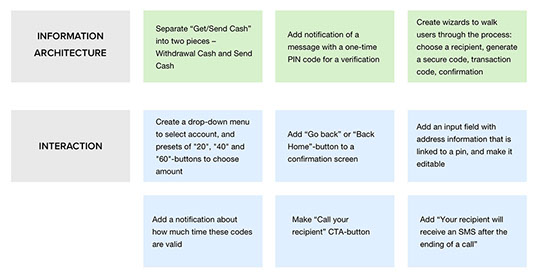 INFORMATION
ARCHITECTURE
Separate “Get/Send Cash”
into two pieces –
Withdrawal Cash and Send
Cash
Add notification of a
message with a one-time
PIN code for a verification
Create wizards to walk
users through the process:
choose a recipient, generate
a secure code, transaction
code, confirmation
INTERACTION
Create a drop-down menu
to select account, and
presets of "20", "40" and
"60"-buttons to choose
amount
Add “Go back” or “Back
Home”-button to a
confirmation screen
Add an input field with
address information that is
linked to a pin, and make it
editable
Add a notification about
how much time these codes
are valid
Make “Call your
recipient” CTA-button
Add “Your recipient will
receive an SMS after the
ending of a call”